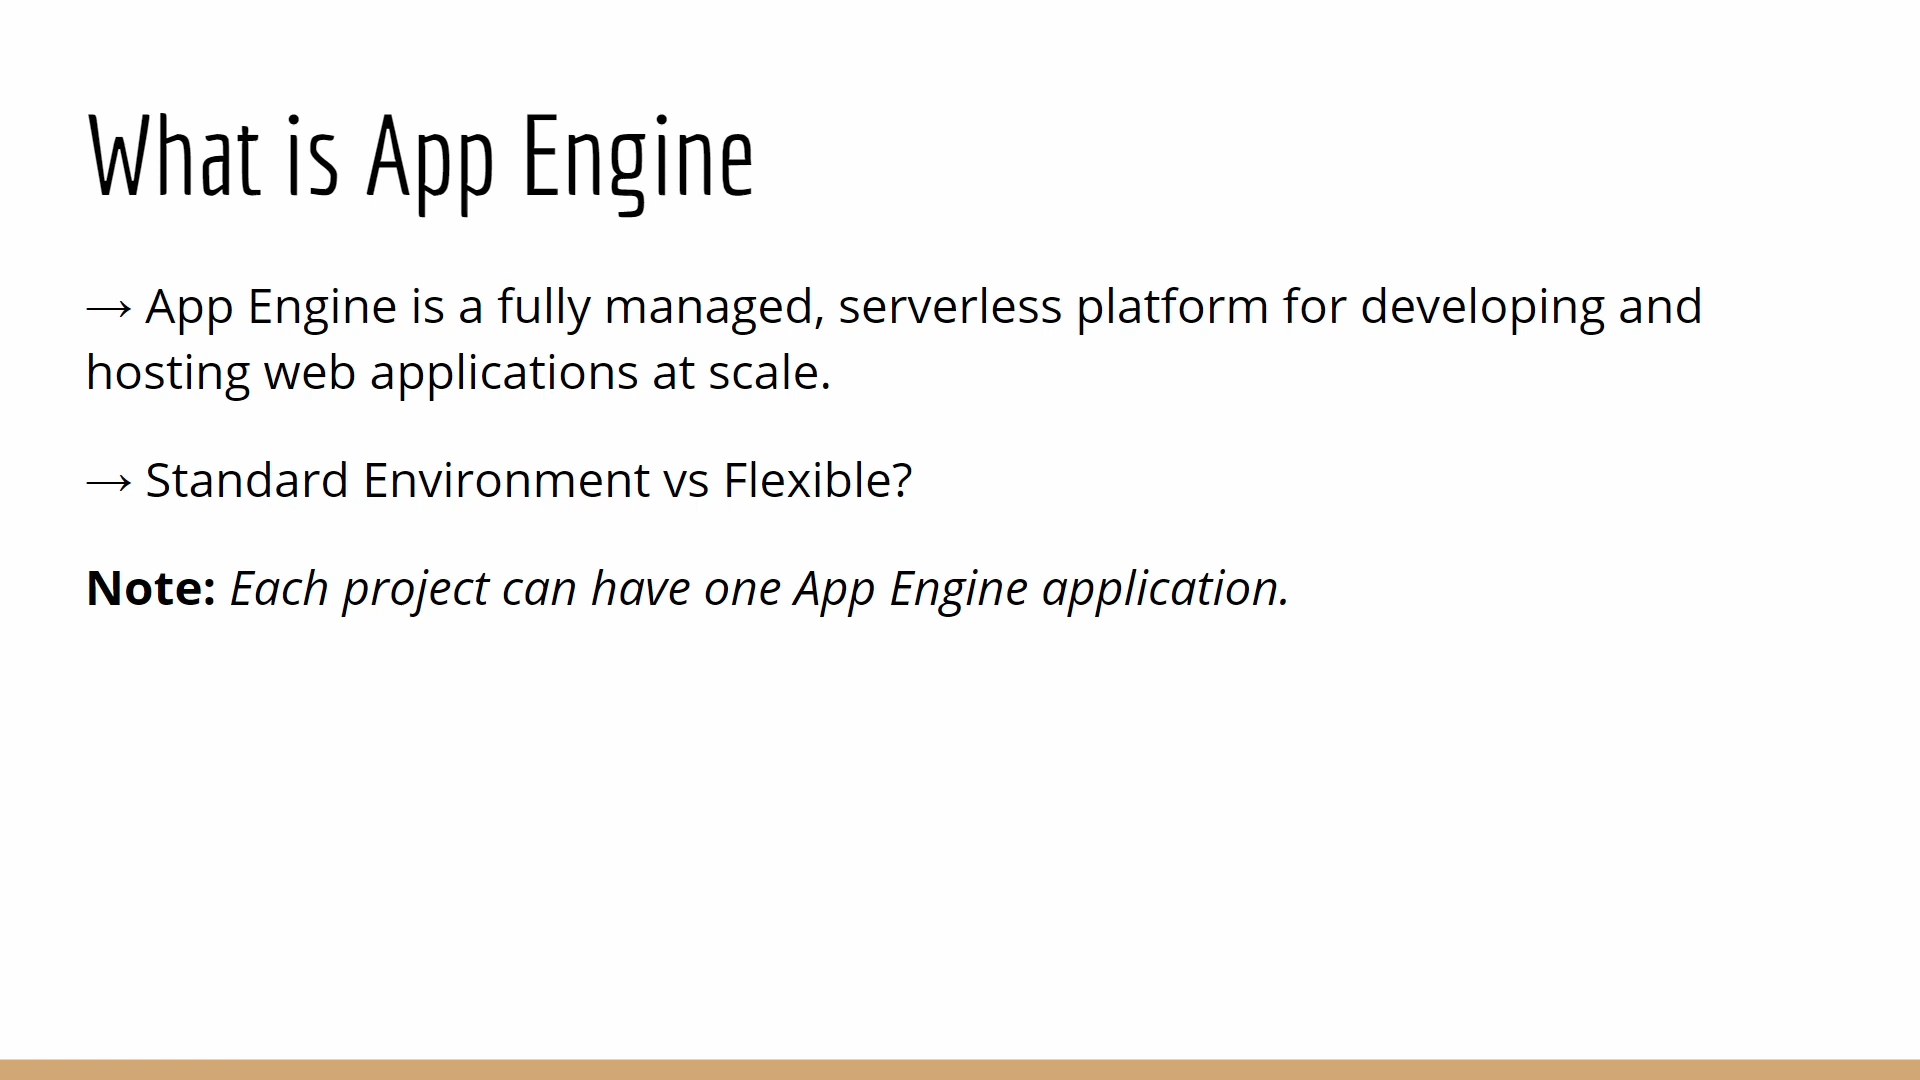 What is App Engine
→ App Engine is a fully managed, serverless platform for developing and
hosting web applications at scale.
→ Standard Environment vs Flexible?
Note: Each project can have one App Engine application.